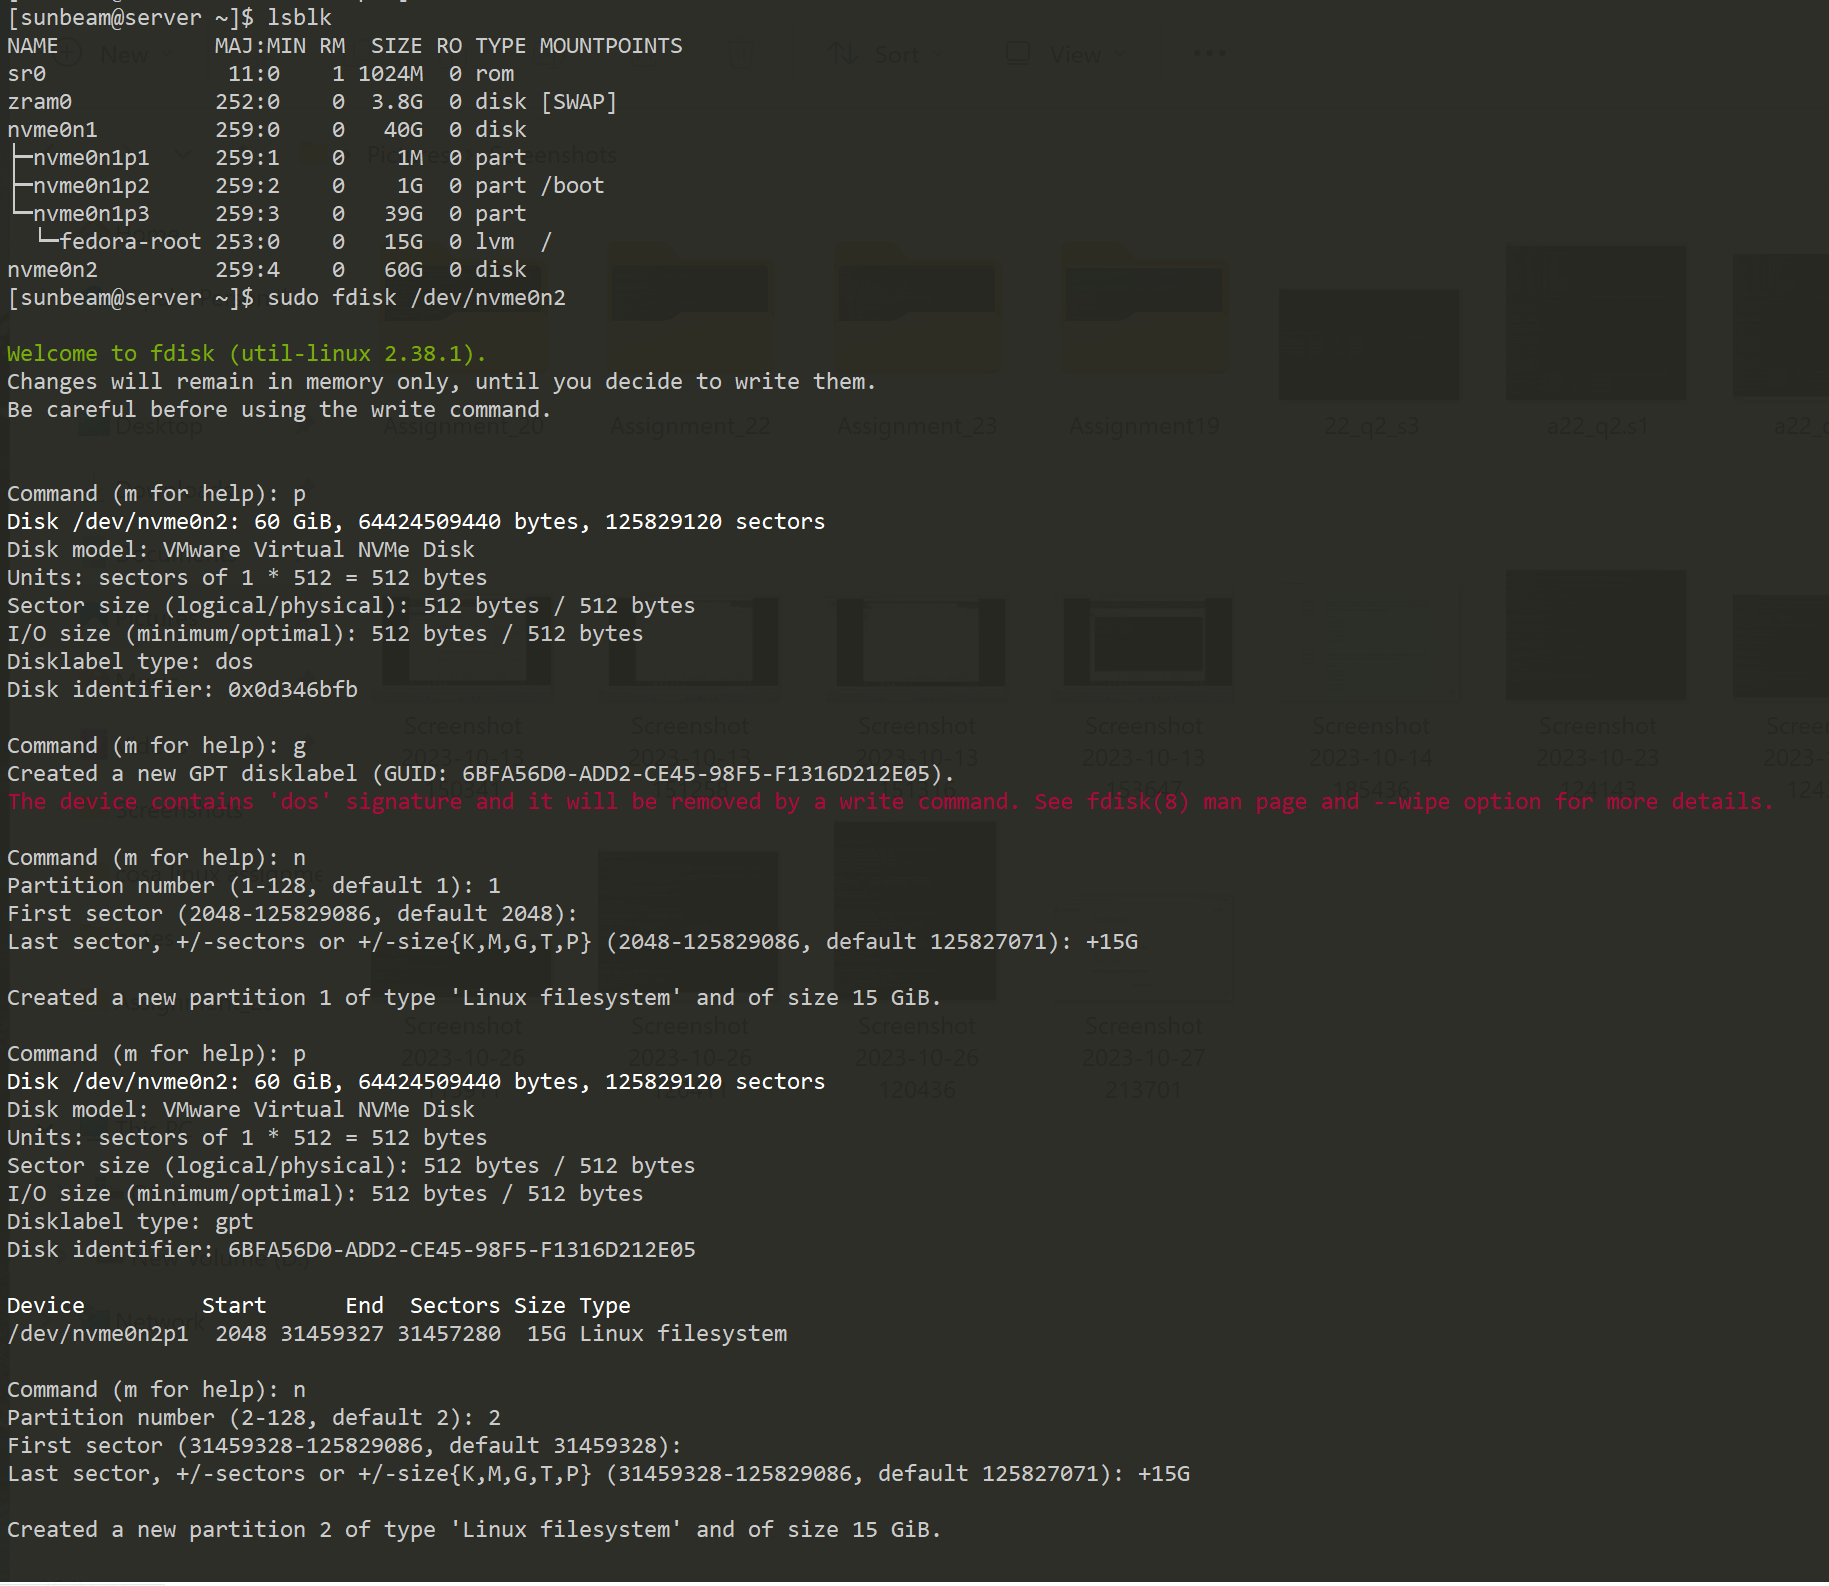 [sunbeam@server ~]$ lsblk
NAME            MAJ:MIN RM  SIZE RO TYPE MOUNTPOINTS
sr0              11:0    1 1024M  0 rom
zram0           252:0    0  3.8G  0 disk [SWAP]
nvme0n1         259:0    0   40G  0 disk
├─nvme0n1p1     259:1    0    1M  0 part
├─nvme0n1p2     259:2    0    1G  0 part /boot
└─nvme0n1p3     259:3    0   39G  0 part
  └─fedora-root 253:0    0   15G  0 lvm  /
nvme0n2         259:4    0   60G  0 disk
[sunbeam@server ~]$ sudo fdisk /dev/nvme0n2
Welcome to fdisk (util-linux 2.38.1).
Changes will remain in memory only, until you decide to write them.
Be careful before using the write command.
Command (m for help): p
Disk /dev/nvme0n2: 60 GiB, 64424509440 bytes, 125829120 sectors
Disk model: VMware Virtual NVMe Disk
Units: sectors of 1 * 512 = 512 bytes
Sector size (logical/physical): 512 bytes / 512 bytes
I/O size (minimum/optimal): 512 bytes / 512 bytes
Disklabel type: dos
Disk identifier: 0x0d346bfb
Command (m for help): g
Created a new GPT disklabel (GUID: 6BFA56D0-ADD2-CE45-98F5-F1316D212E05).
The device contains 'dos' signature and it will be removed by a write command. See fdisk(8) man page and --wipe option for more details.
Command (m for help): n
Partition number (1-128, default 1): 1
First sector (2048-125829086, default 2048):
Last sector, +/-sectors or +/-size{K,M,G,T,P} (2048-125829086, default 125827071): +15G
Created a new partition 1 of type 'Linux filesystem' and of size 15 GiB.
Command (m for help): p
Disk /dev/nvme0n2: 60 GiB, 64424509440 bytes, 125829120 sectors
Disk model: VMware Virtual NVMe Disk
Units: sectors of 1 * 512 = 512 bytes
Sector size (logical/physical): 512 bytes / 512 bytes
I/O size (minimum/optimal): 512 bytes / 512 bytes
Disklabel type: gpt
Disk identifier: 6BFA56D0-ADD2-CE45-98F5-F1316D212E05
Device         Start      End  Sectors Size Type
/dev/nvme0n2p1  2048 31459327 31457280  15G Linux filesystem
Command (m for help): n
Partition number (2-128, default 2): 2
First sector (31459328-125829086, default 31459328):
Last sector, +/-sectors or +/-size{K,M,G,T,P} (31459328-125829086, default 125827071): +15G
Created a new partition 2 of type 'Linux filesystem' and of size 15 GiB.